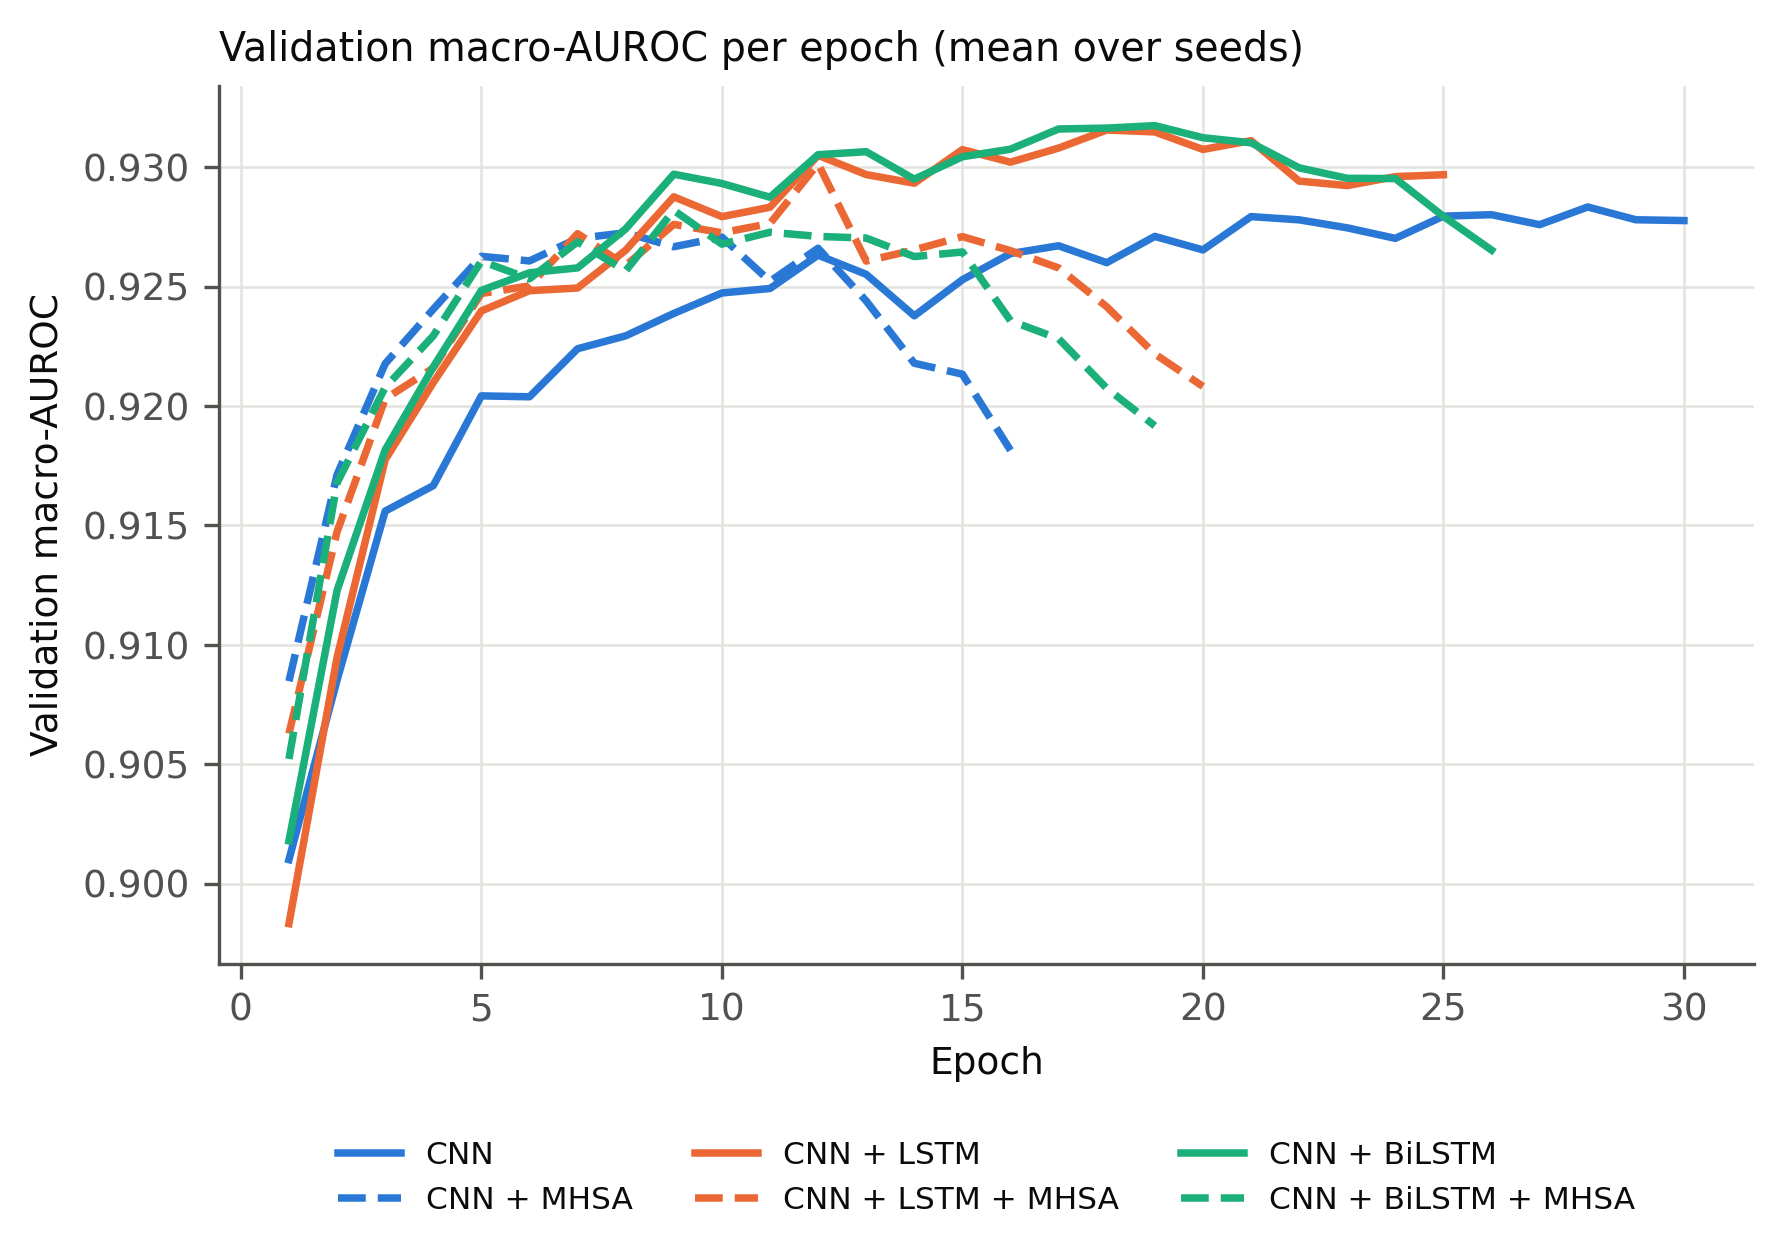 Validation macro-AUROC per epoch (mean over seeds)
Validation macro-AUROC
0.930
0.925
0.920
0.915
0.910
0.905
0.900
0 5 10 15 20 25 30
Epoch
CNN CNN + LSTM CNN + BiLSTM
CNN + MHSA CNN + LSTM + MHSA CNN + BiLSTM + MHSA